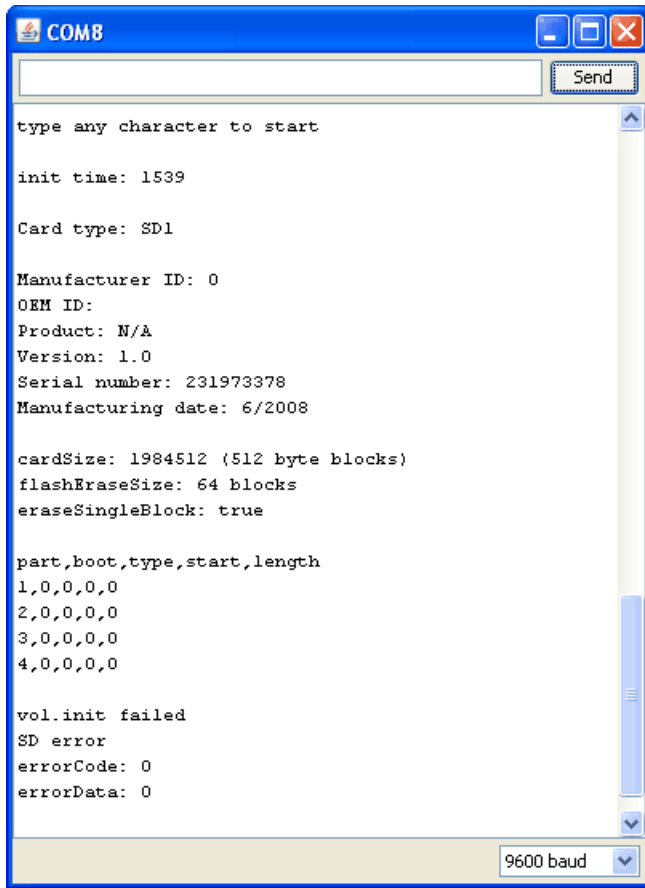 COM8
Send
type any character to start
init time: 1539
Card type: SD1
Manufacturer ID: 0
OEM ID:
Product: N/A
Version: 1.0
Serial number: 231973378
Manufacturing date: 6/2008
cardSize: 1984512 (512 byte blocks)
flashEraseSize: 64 blocks
eraseSingleBlock: true
part,boot,type,start,length
1,0,0,0,0
2,0,0,0,0
3,0,0,0,0
4,0,0,0,0
vol.init failed
SD error
errorCode: 0
errorData: 0
9600 baud